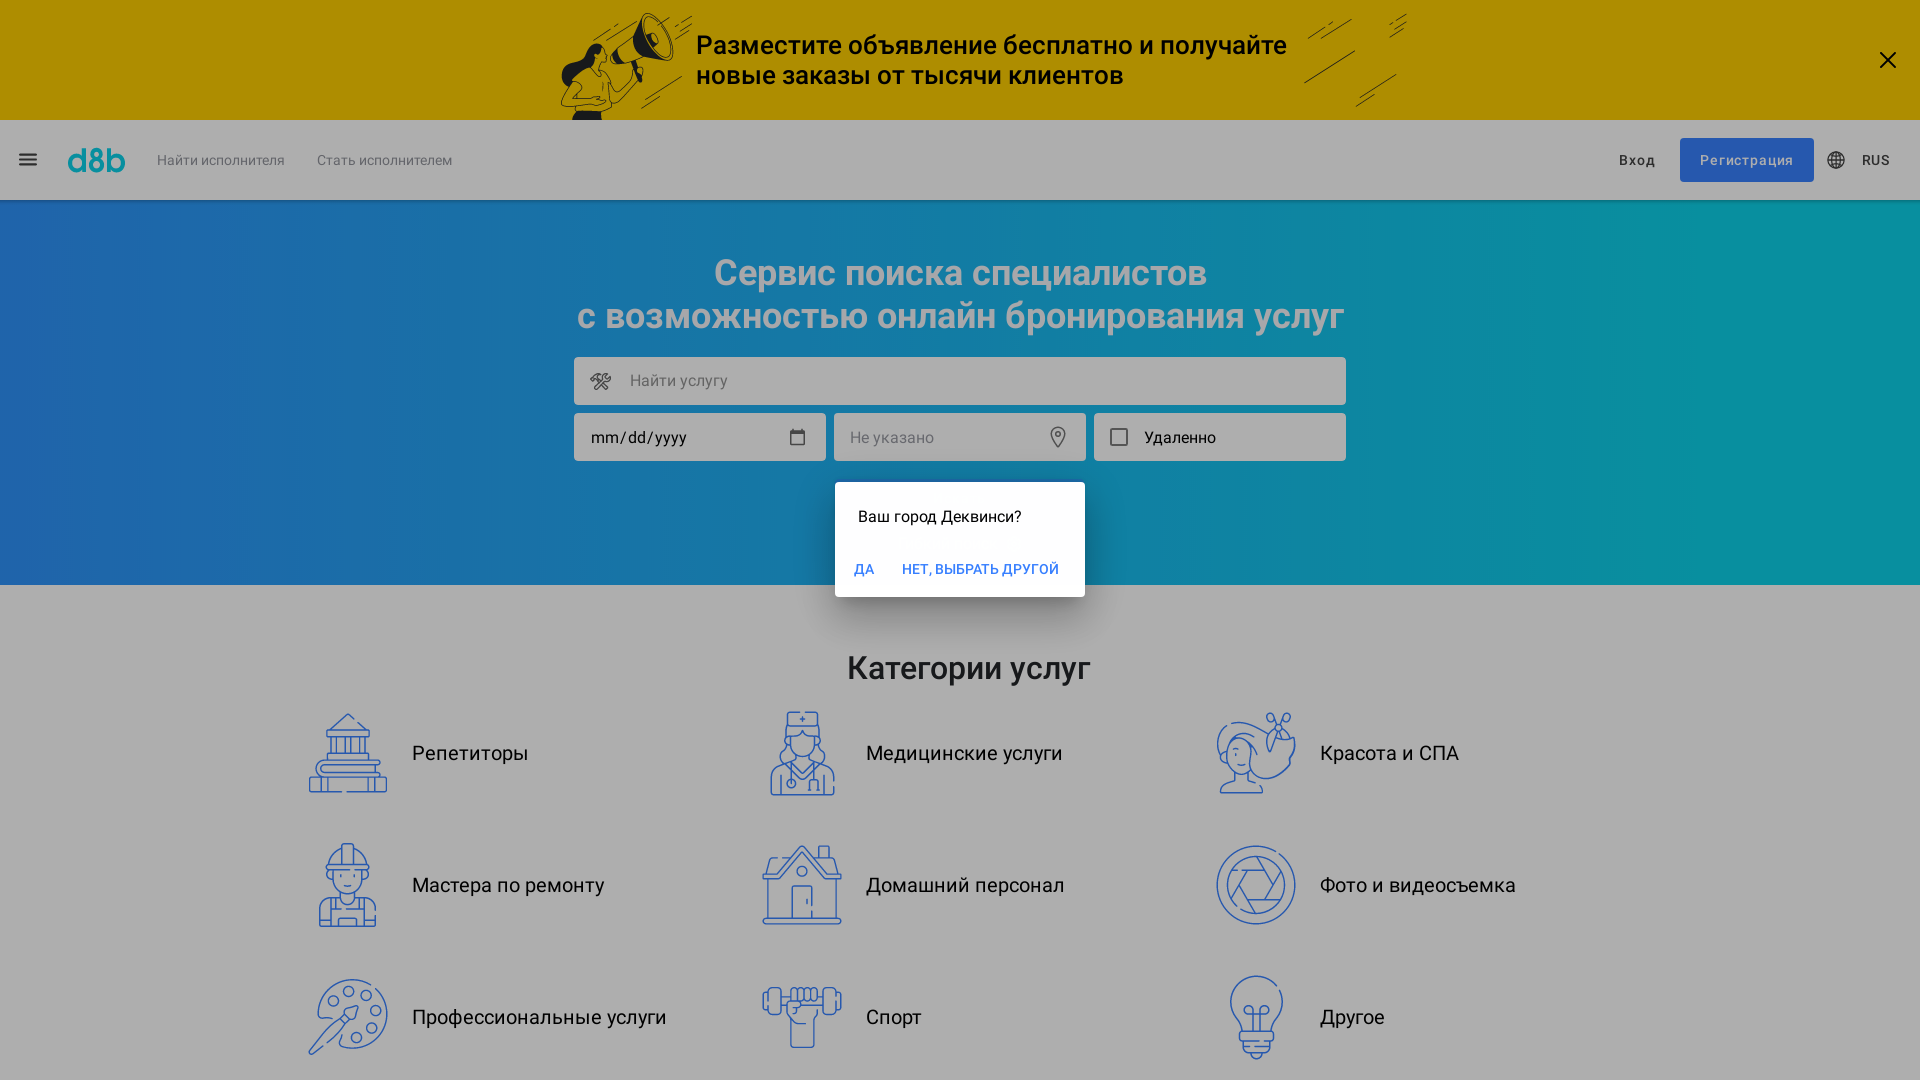 Разместите объявление бесплатно и получайте
новые заказы от тысячи клиентов
d8b
Найти исполнителя
Стать исполнителем
Вход
Регистрация
RUS
Сервис поиска специалистов
с возможностью онлайн бронирования услуг
Найти услугу
mm/dd/yyyy
Не указано
Удаленно
Ваш город Деквинси?
ДА
НЕТ, ВЫБРАТЬ ДРУГОЙ
Категории услуг
Репетиторы
Медицинские услуги
Красота и СПА
Мастера по ремонту
Домашний персонал
Фото и видеосъемка
Профессиональные услуги
Спорт
Другое